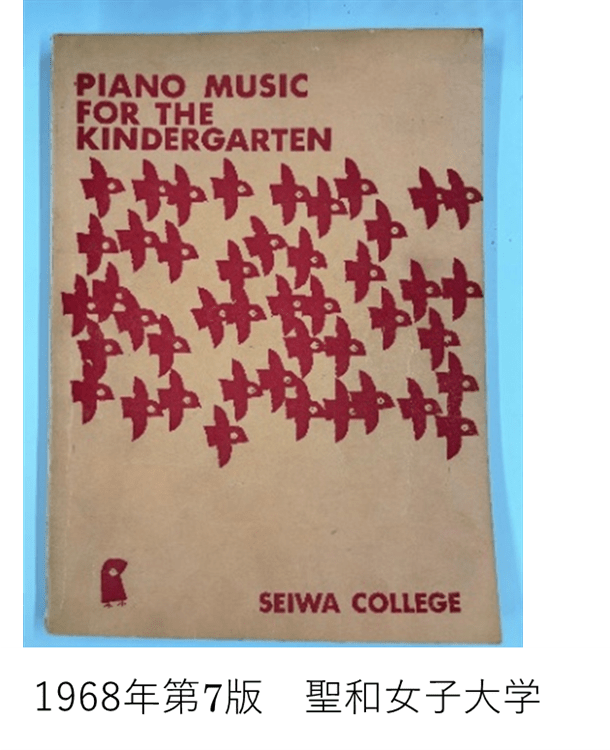 PIANO MUSIC
FOR THE
KINDERGARTEN
SEIWA COLLEGE
1968年第7版　聖和女子大学